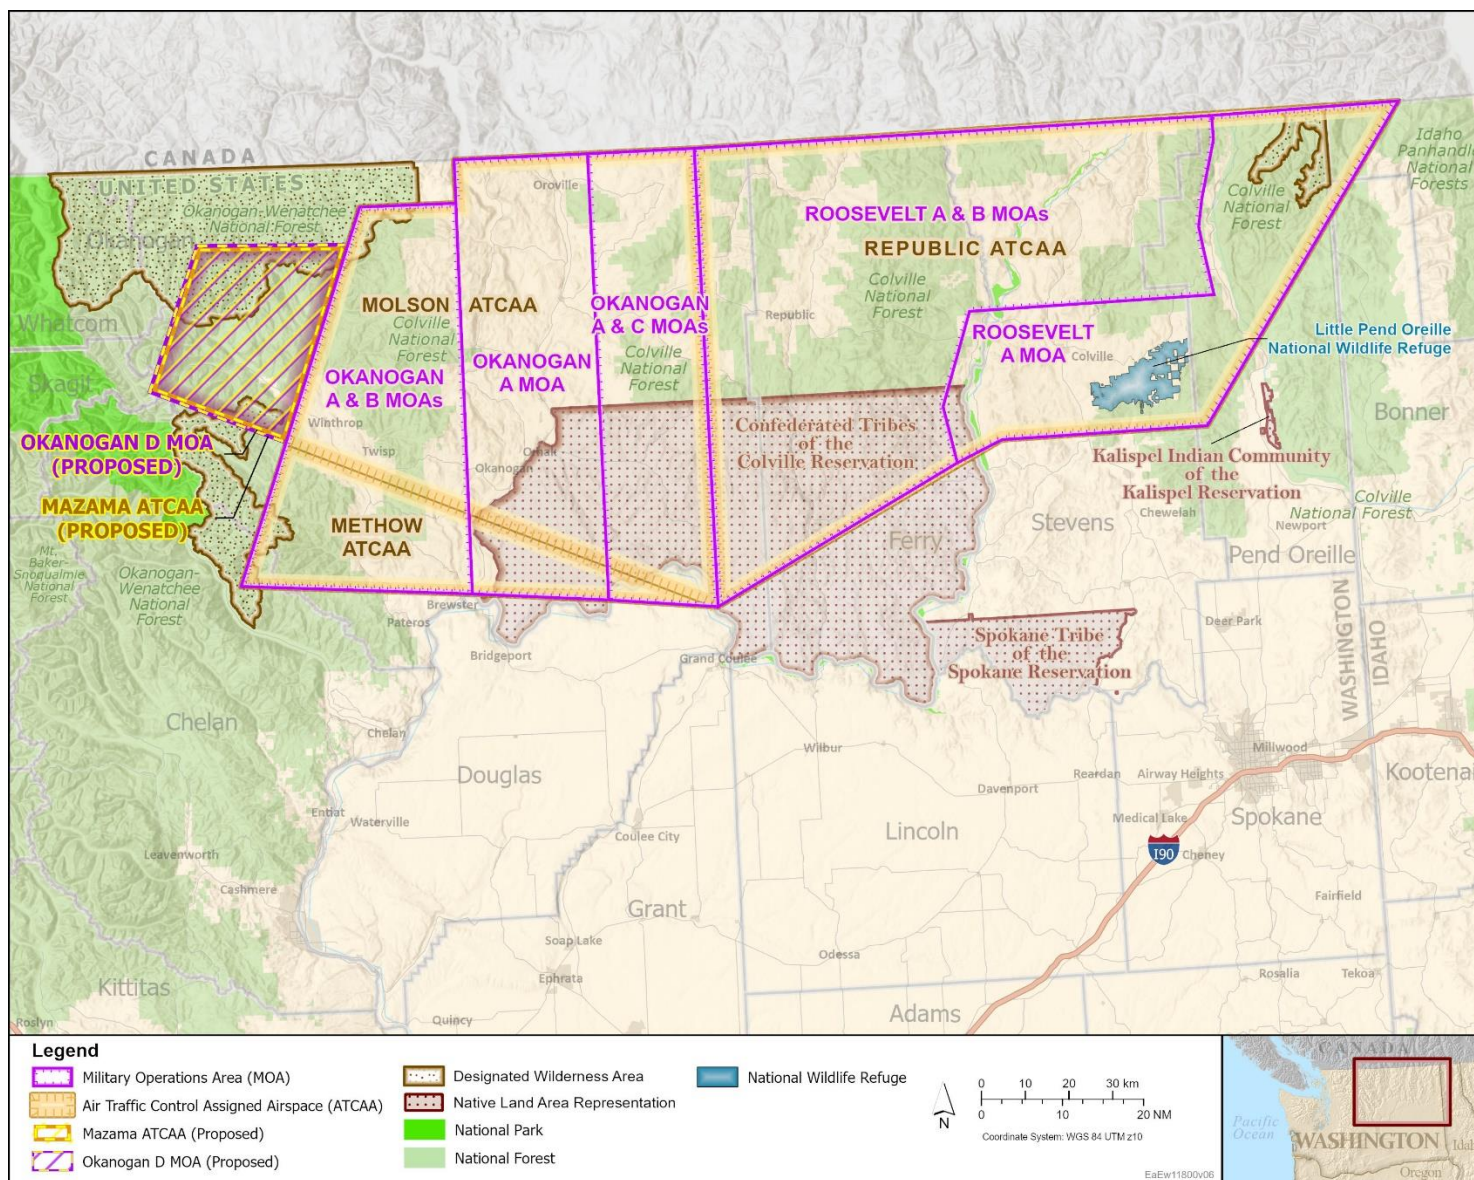 CANADA
UNITED STATES
Okanogan-Wenatchee
National Forest
Okanogan
Whatcom
Skagit
Oroville
MOLSON ATCAA
Colville
National
Forest
OKANOGAN
A & B MOAs
OKANOGAN
A MOA
OKANOGAN
A & C MOAs
Colville
National
Forest
ROOSEVELT A & B MOAs
REPUBLIC ATCAA
Colville
National
Forest
Republic
ROOSEVELT
A MOA
Colville
Colville
National
Forest
Idaho
Panhandle
National
Forests
Little Pend Oreille
National Wildlife Refuge
Bonner
Winthrop
Twisp
Okanogan
Omak
OKANOGAN D MOA
(PROPOSED)
MAZAMA ATCAA
(PROPOSED)
METHOW
ATCAA
Confederated Tribes
of the
Colville Reservation
Kalispel Indian Community
of the
Kalispel Reservation
Colville
National Forest
Chewelah
Newport
Stevens
Ferry
Pend Oreille
Mt.
Baker-
Snoqualmie
National
Forest
Okanogan-
Wenatchee
National
Forest
Brewster
Pateros
Bridgeport
Grand Coulee
Spokane Tribe
of the
Spokane Reservation
Deer Park
WASHINGTON
IDAHO
Chelan
Chelan
Douglas
Wilbur
Davenport
Reardan
Airway Heights
Millwood
Kootenai
Entiat
Waterville
Coulee City
Lincoln
Medical Lake
Spokane
I90
Cheney
Leavenworth
Cashmere
Grant
Fairfield
Soap Lake
Ephrata
Odessa
Rosalia
Tekoa
Kittitas
Roslyn
Quincy
Adams
Legend
Military Operations Area (MOA)
Air Traffic Control Assigned Airspace (ATCAA)
Mazama ATCAA (Proposed)
Okanogan D MOA (Proposed)
Designated Wilderness Area
Native Land Area Representation
National Park
National Forest
National Wildlife Refuge
N
0 10 20 30 km
0 10 20 NM
Coordinate System: WGS 84 UTM z10
EaEw11800v06
CANADA
Pacific
Ocean
WASHINGTON
Idah
Oregon